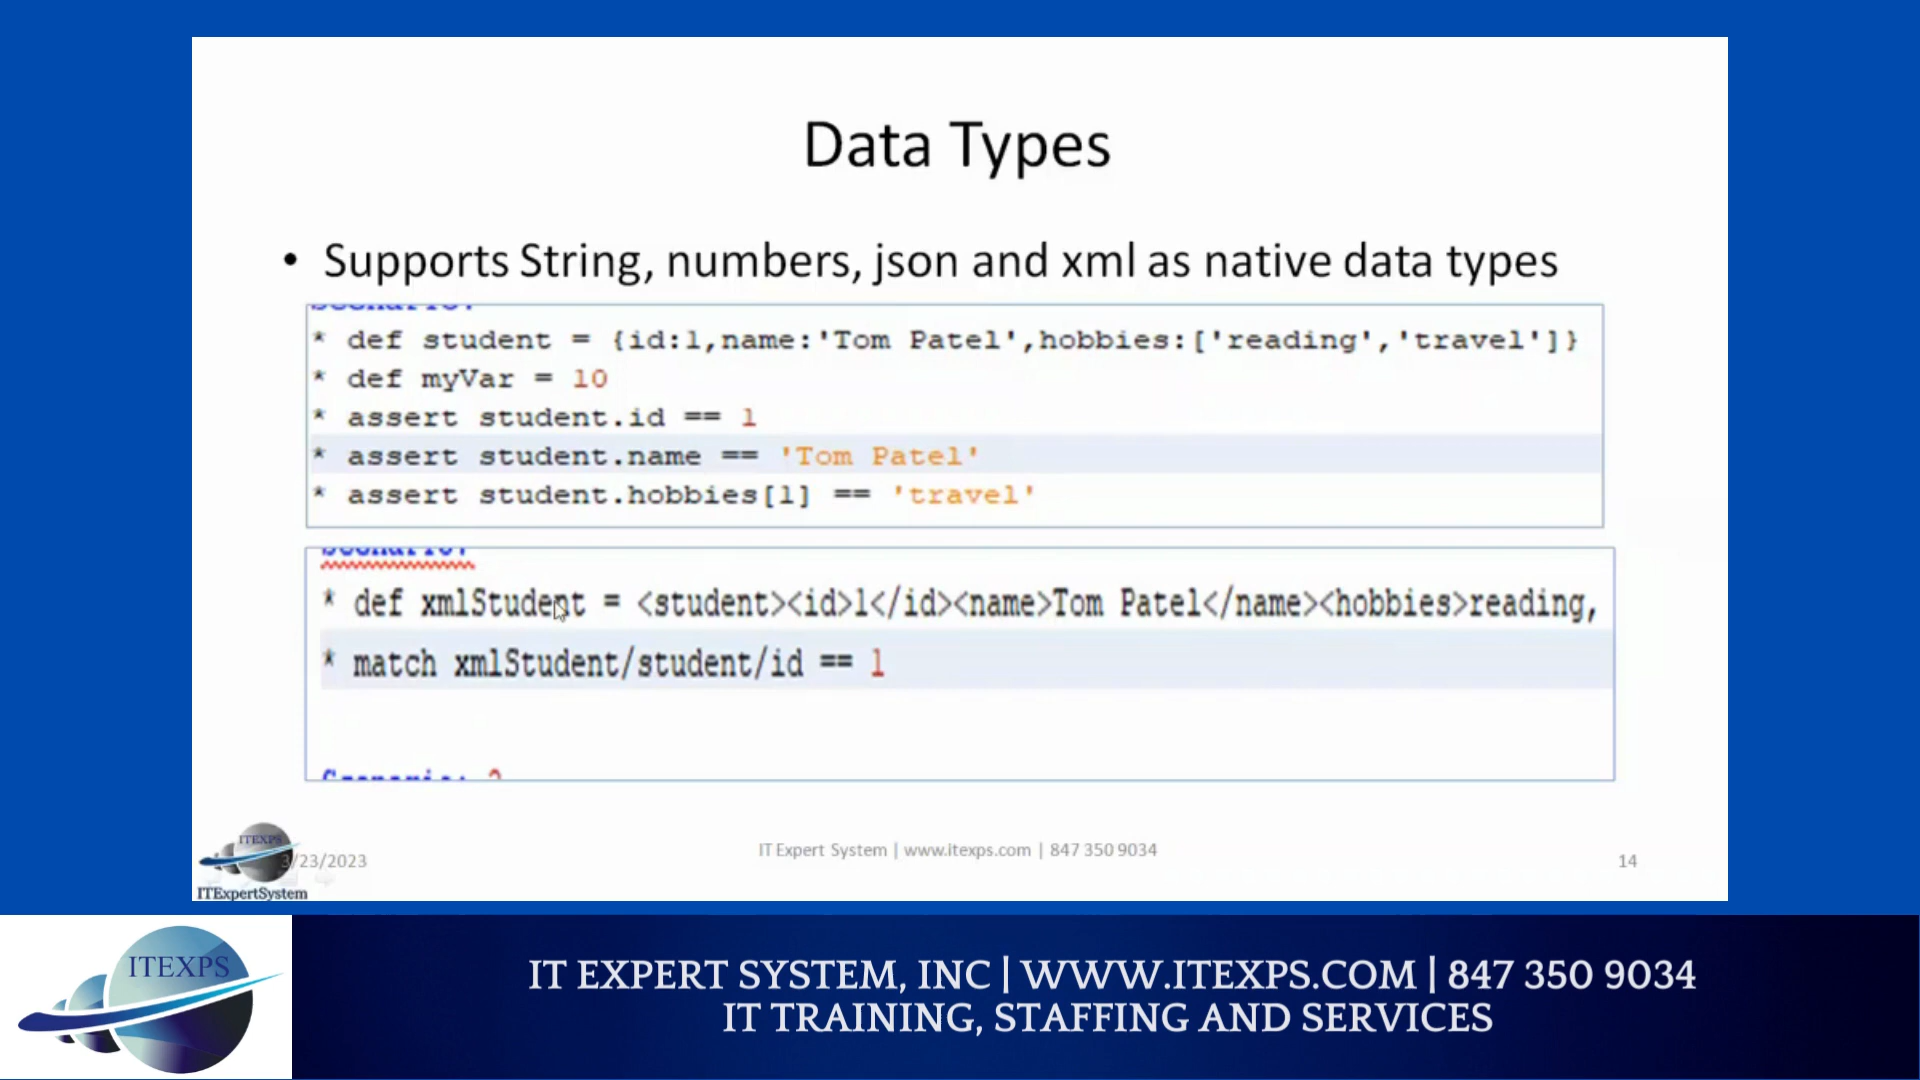 Data Types
• Supports String, numbers, json and xml as native data types
* def student = {id:1,name:'Tom Patel',hobbies:['reading','travel']}
* def myVar = 10
* assert student.id == 1
* assert student.name == 'Tom Patel'
* assert student.hobbies[1] == 'travel'
* def xmlStudent = <student><id>1</id><name>Tom Patel</name><hobbies>reading,
* match xmlStudent/student/id == 1
ITEXPS
3/23/2023
ITExpertSystem
IT Expert System | www.itexps.com | 847 350 9034
14
ITEXPS
IT EXPERT SYSTEM, INC | WWW.ITEXPS.COM | 847 350 9034
IT TRAINING, STAFFING AND SERVICES